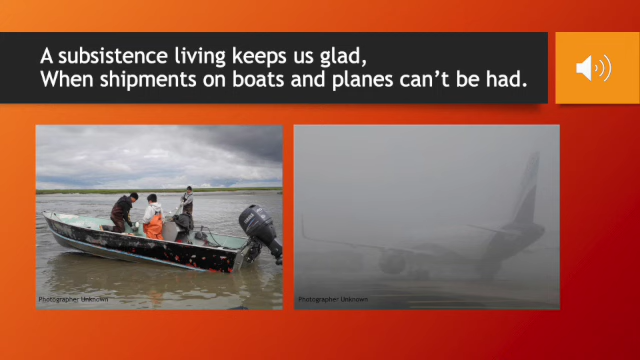 A subsistence living keeps us glad,
When shipments on boats and planes can’t be had.
Photographer Unknown
Photographer Unknown